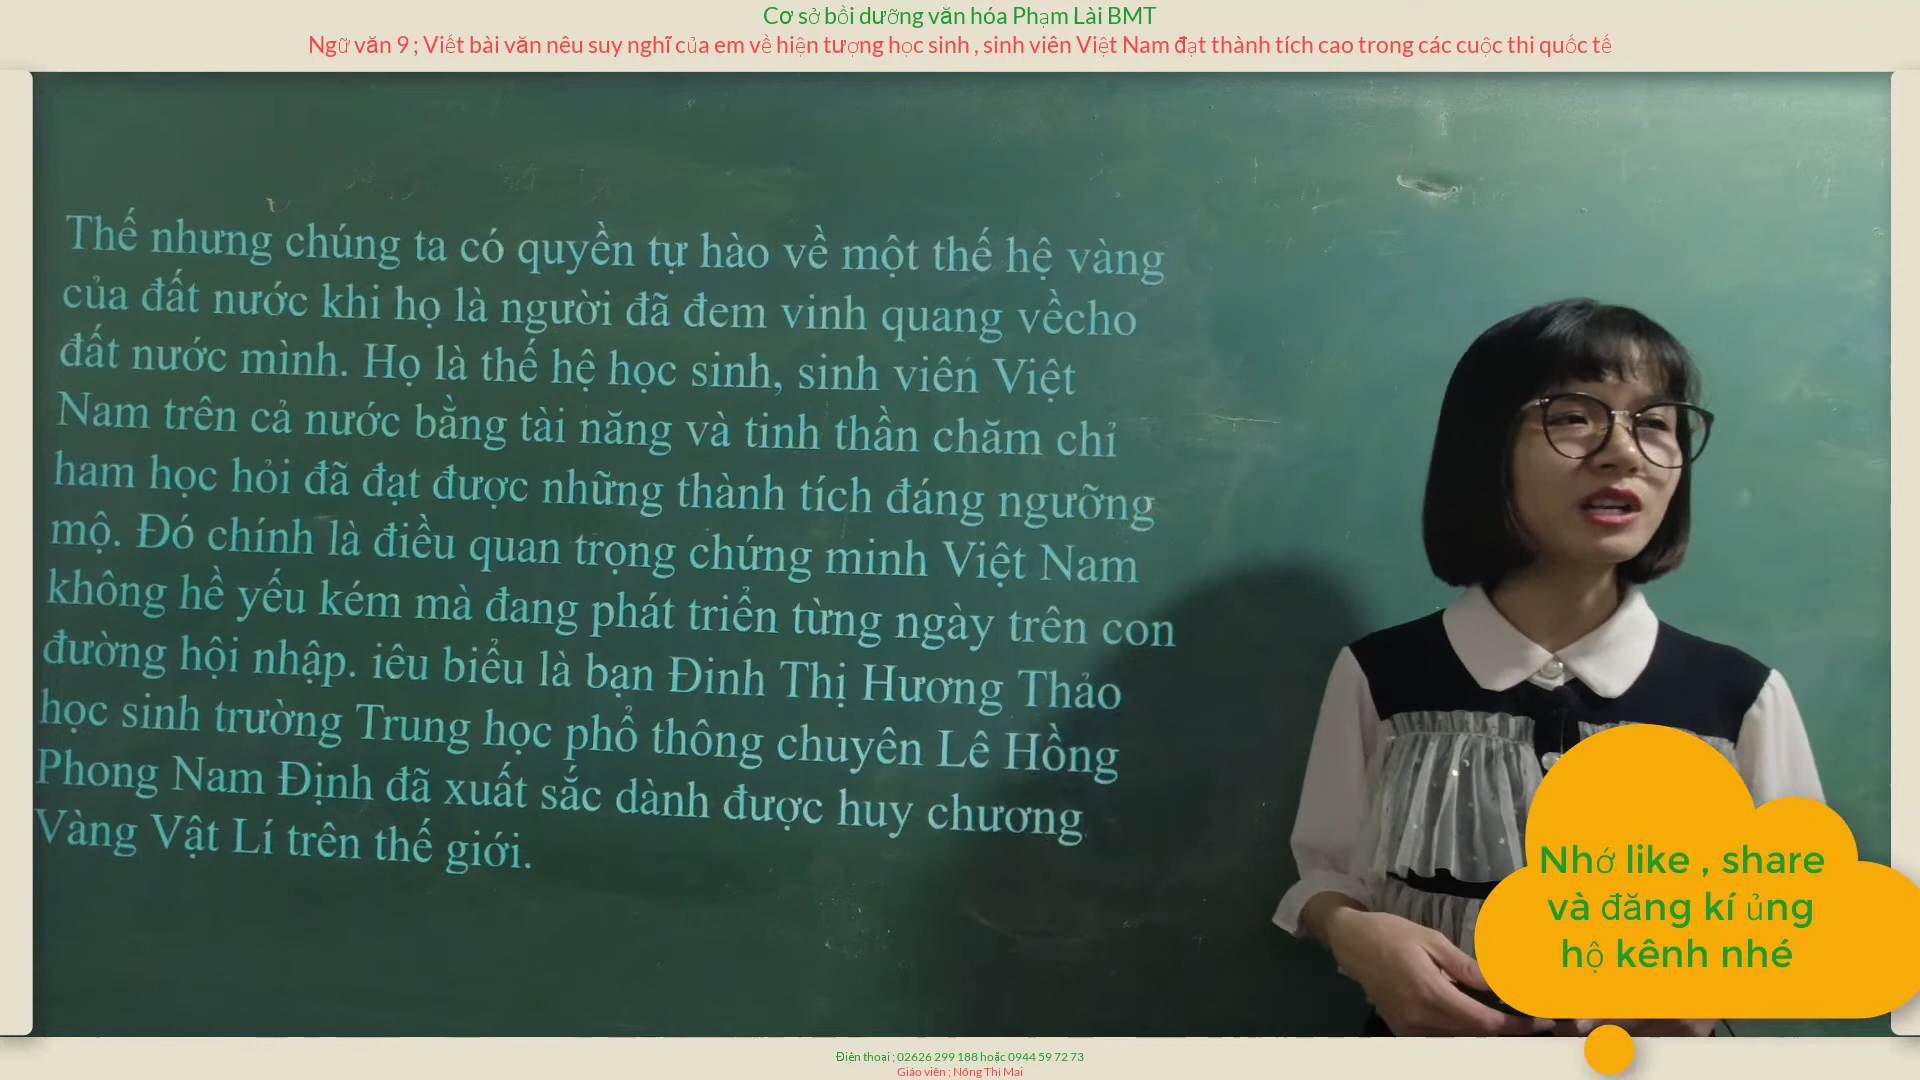 Cơ sở bồi dưỡng văn hóa Phạm Lài BMT
Ngữ văn 9 ; Viết bài văn nêu suy nghĩ của em về hiện tượng học sinh , sinh viên Việt Nam đạt thành tích cao trong các cuộc thi quốc tế
Thế nhưng chúng ta có quyền tự hào về một thế hệ vàng
của đất nước khi họ là người đã đem vinh quang vềcho
đất nước mình. Họ là thế hệ học sinh, sinh viên Việt
Nam trên cả nước bằng tài năng và tinh thần chăm chỉ
ham học hỏi đã đạt được những thành tích đáng ngưỡng
mộ. Đó chính là điều quan trọng chứng minh Việt Nam
không hề yếu kém mà đang phát triển từng ngày trên con
đường hội nhập. iêu biểu là bạn Đinh Thị Hương Thảo
học sinh trường Trung học phổ thông chuyên Lê Hồng
Phong Nam Định đã xuất sắc dành được huy chương
Vàng Vật Lí trên thế giới.
Nhớ like , share
và đăng kí ủng
hộ kênh nhé
Điện thoại ; 02626 299 188 hoặc 0944 59 72 73
Giáo viên ; Nông Thị Mai